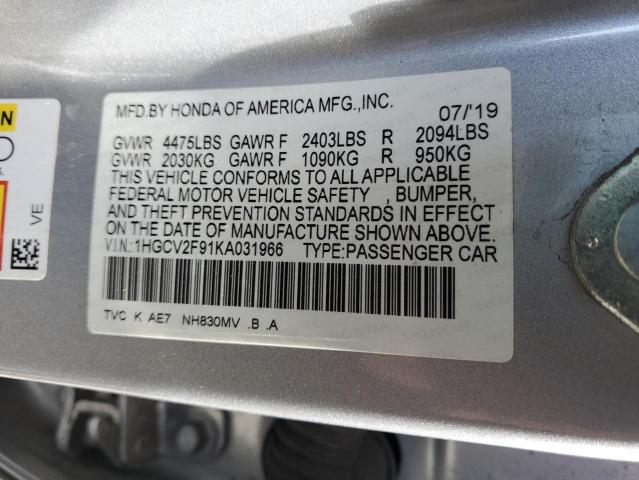 MFD.BY HONDA OF AMERICA MFG.,INC. 07/'19
GVWR 4475LBS GAWR F 2403LBS R 2094LBS
GVWR 2030KG GAWR F 1090KG R 950KG
THIS VEHICLE CONFORMS TO ALL APPLICABLE
FEDERAL MOTOR VEHICLE SAFETY , BUMPER,
AND THEFT PREVENTION STANDARDS IN EFFECT
ON THE DATE OF MANUFACTURE SHOWN ABOVE.
V.I.N.:1HGCV2F91KA031966 TYPE:PASSENGER CAR
TVC K AE7 NH830MV .B .A
VE